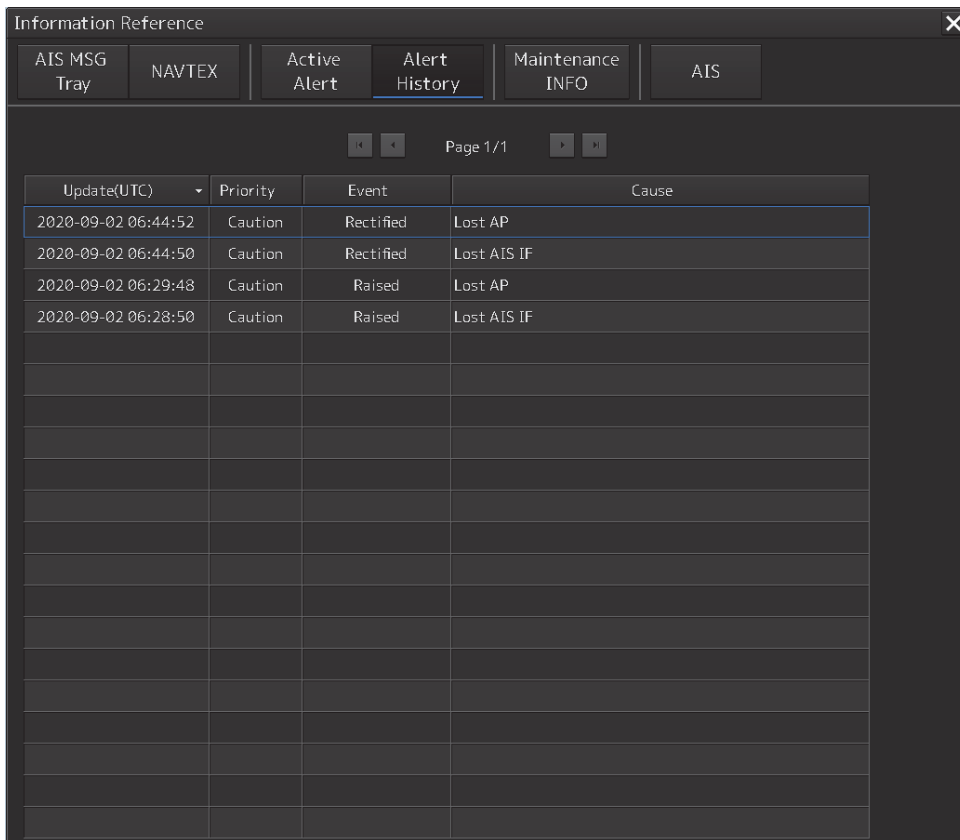 Information Reference
AIS MSG Tray NAVTEX Active Alert Alert History Maintenance INFO AIS
Page 1/1
Update(UTC) Priority Event Cause
2020-09-02 06:44:52 Caution Rectified Lost AP
2020-09-02 06:44:50 Caution Rectified Lost AIS IF
2020-09-02 06:29:48 Caution Raised Lost AP
2020-09-02 06:28:50 Caution Raised Lost AIS IF